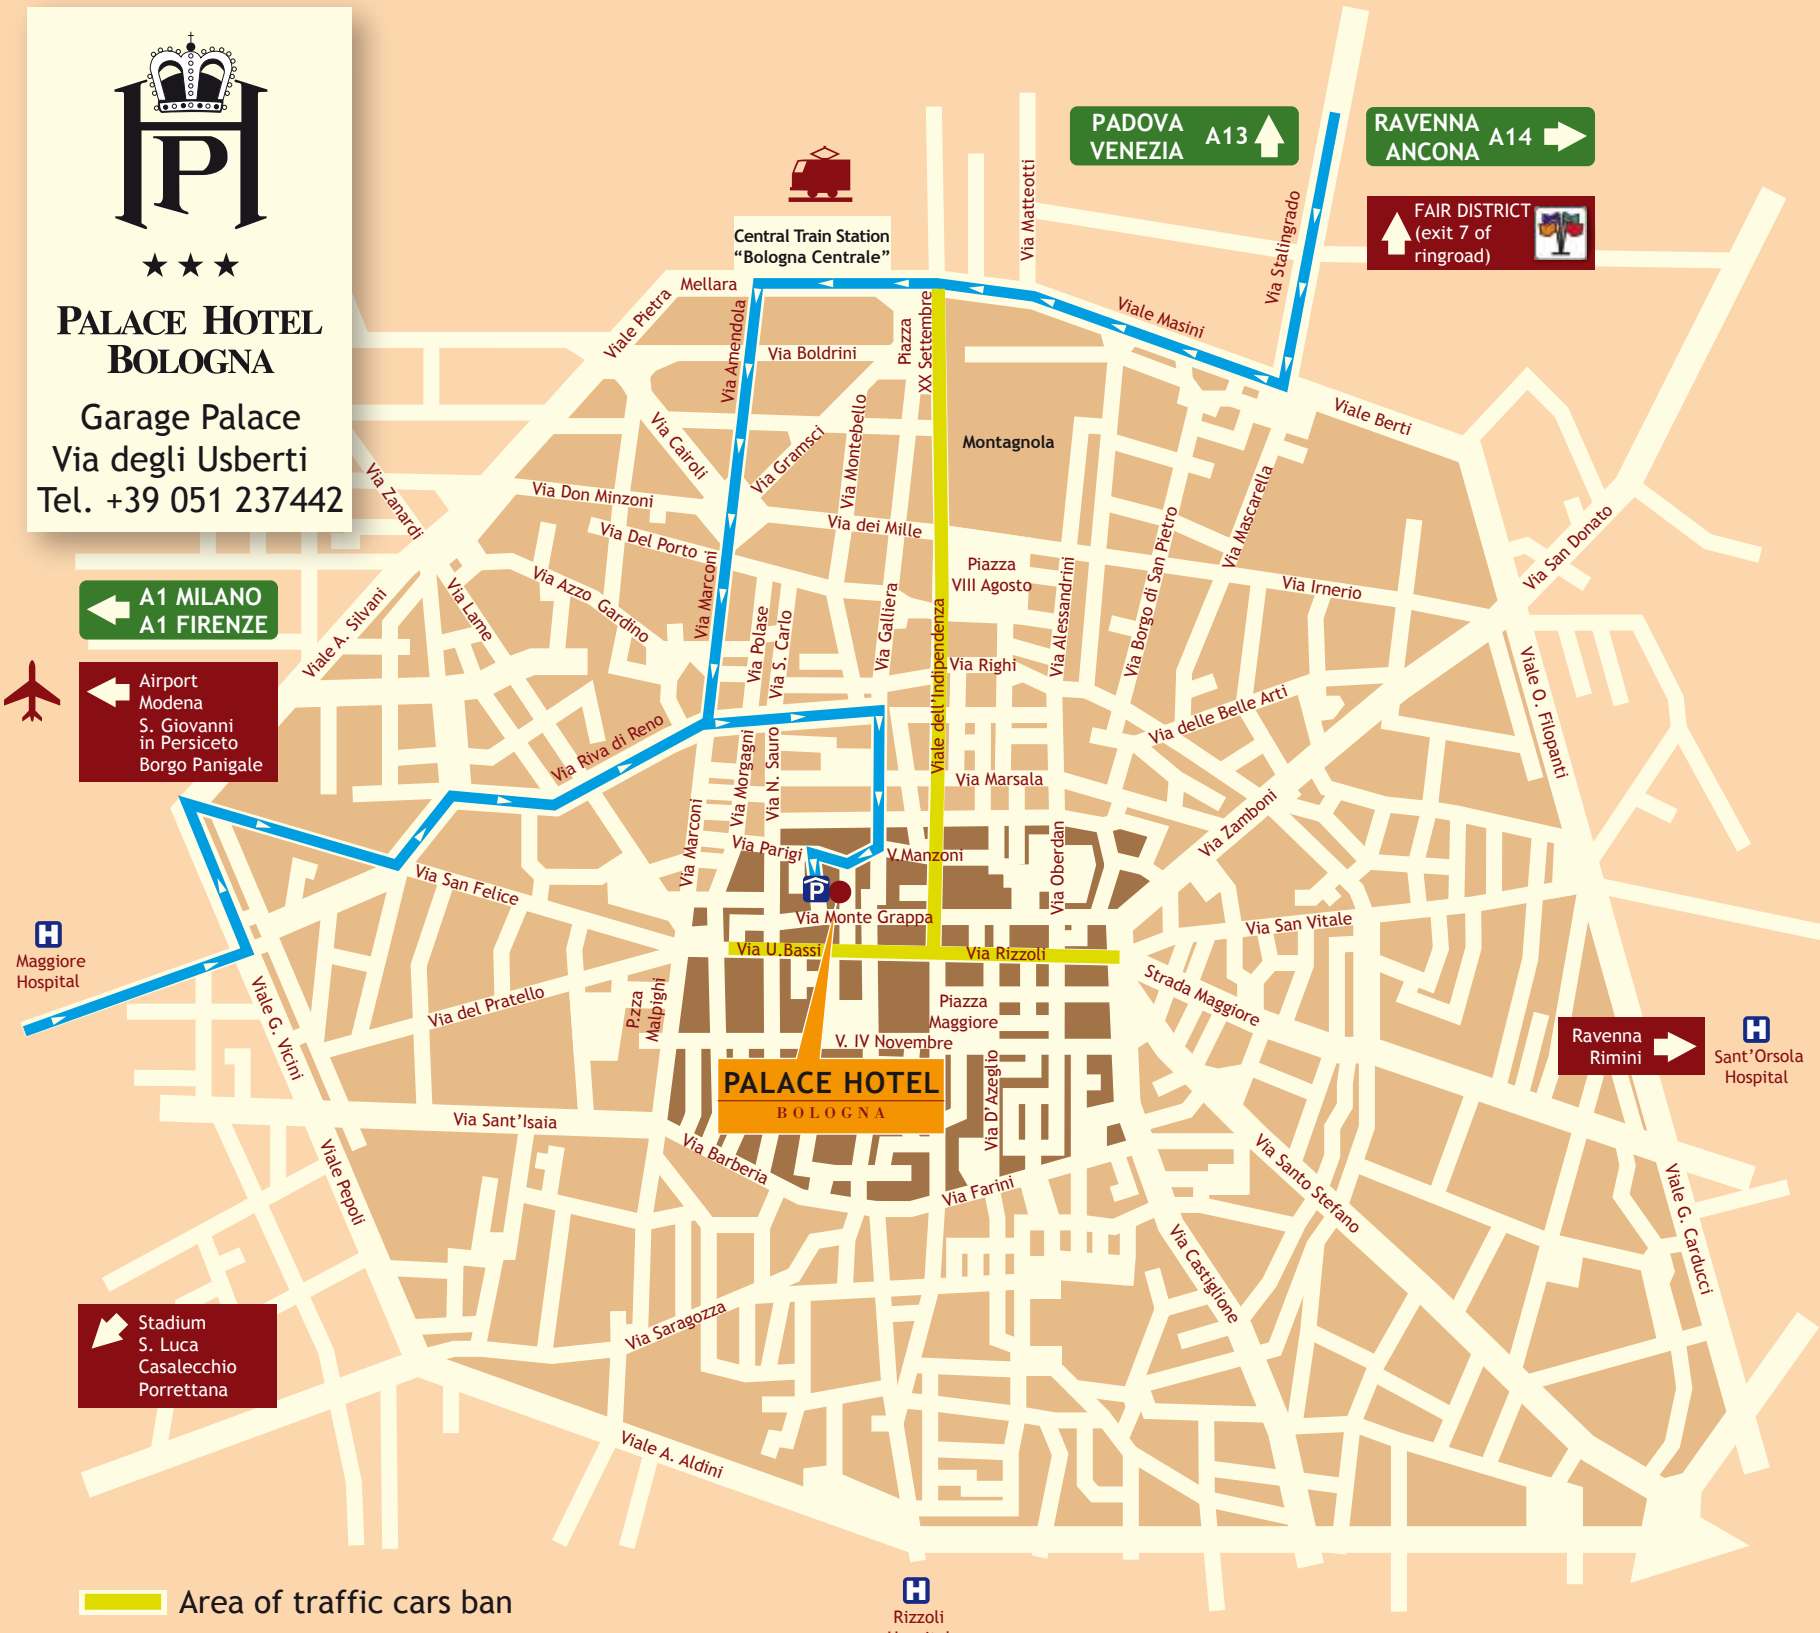 HP
PALACE HOTEL
BOLOGNA
Garage Palace
Via degli Usberti
Tel. +39 051 237442
Central Train Station
“Bologna Centrale”
PADOVA
VENEZIA
A13
RAVENNA
ANCONA
A14
FAIR DISTRICT
(exit 7 of
ringroad)
Via Matteotti
Via Stalingrado
Mellara
Viale Pietra
Via Amendola
Via Boldrini
Piazza
XX Settembre
Viale Masini
Viale Berti
Montagnola
Via Cairoli
Via Gramsci
Via Montebello
Via Zanardi
Via Don Minzoni
Via Del Porto
Via dei Mille
Via Mascarella
Via Borgo di San Pietro
Via San Donato
Piazza
VIII Agosto
Via Irnerio
A1 MILANO
A1 FIRENZE
Via Lame
Via Azzo Gardino
Via Marconi
Via Polase
Via S. Carlo
Via Galliera
Viale dell’Indipendenza
Via Alessandrini
Via Righi
Viale A. Silvani
Airport
Modena
S. Giovanni
in Persiceto
Borgo Panigale
Via delle Belle Arti
Viale O. Filopanti
Via Riva di Reno
Via Morgagni
Via N. Sauro
Via Marsala
Via Zamboni
Via Marconi
Via Parigi
V.Manzoni
Via Oberdan
P
Via San Felice
Via Monte Grappa
Via San Vitale
H
Maggiore
Hospital
Via U.Bassi
Via Rizzoli
Strada Maggiore
Viale G. Vicini
Via del Pratello
P.zza
Malpighi
Piazza
Maggiore
V. IV Novembre
Ravenna
Rimini
H
Sant’Orsola
Hospital
PALACE HOTEL
BOLOGNA
Via D’Azeglio
Via Sant’Isaia
Via Barberia
Via Farini
Viale Pepoli
Via Santo Stefano
Viale G. Carducci
Via Castiglione
Stadium
S. Luca
Casalecchio
Porrettana
Via Saragozza
Viale A. Aldini
H
Rizzoli
Area of traffic cars ban